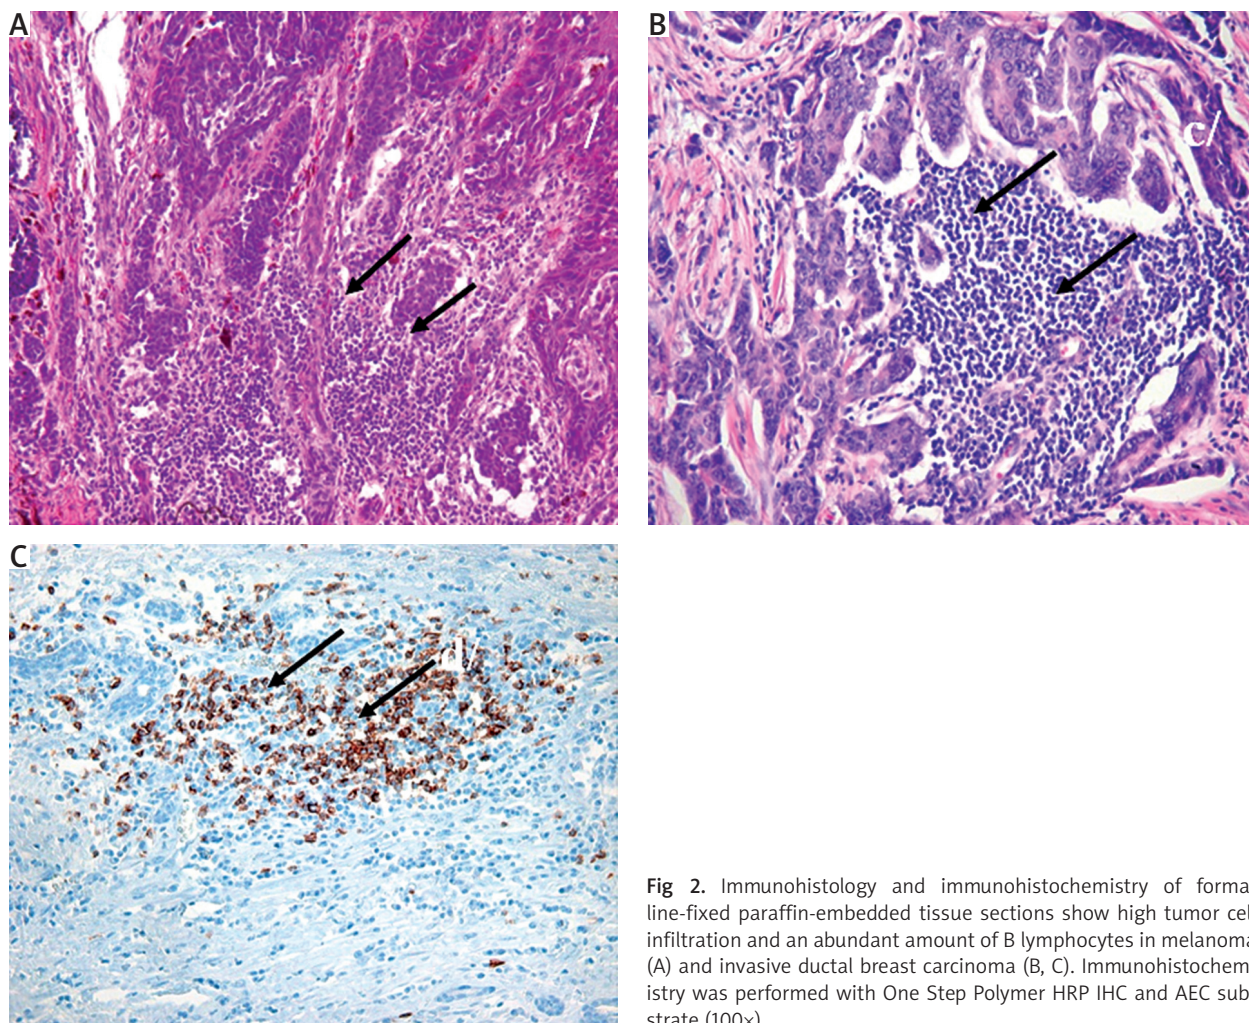 A
B
/
c/
C
d/
Fig 2. Immunohistology and immunohistochemistry of forma
line-fixed paraffin-embedded tissue sections show high tumor cel
infiltration and an abundant amount of B lymphocytes in melanoma
(A) and invasive ductal breast carcinoma (B, C). Immunohistochem
istry was performed with One Step Polymer HRP IHC and AEC sub
strate (100×)